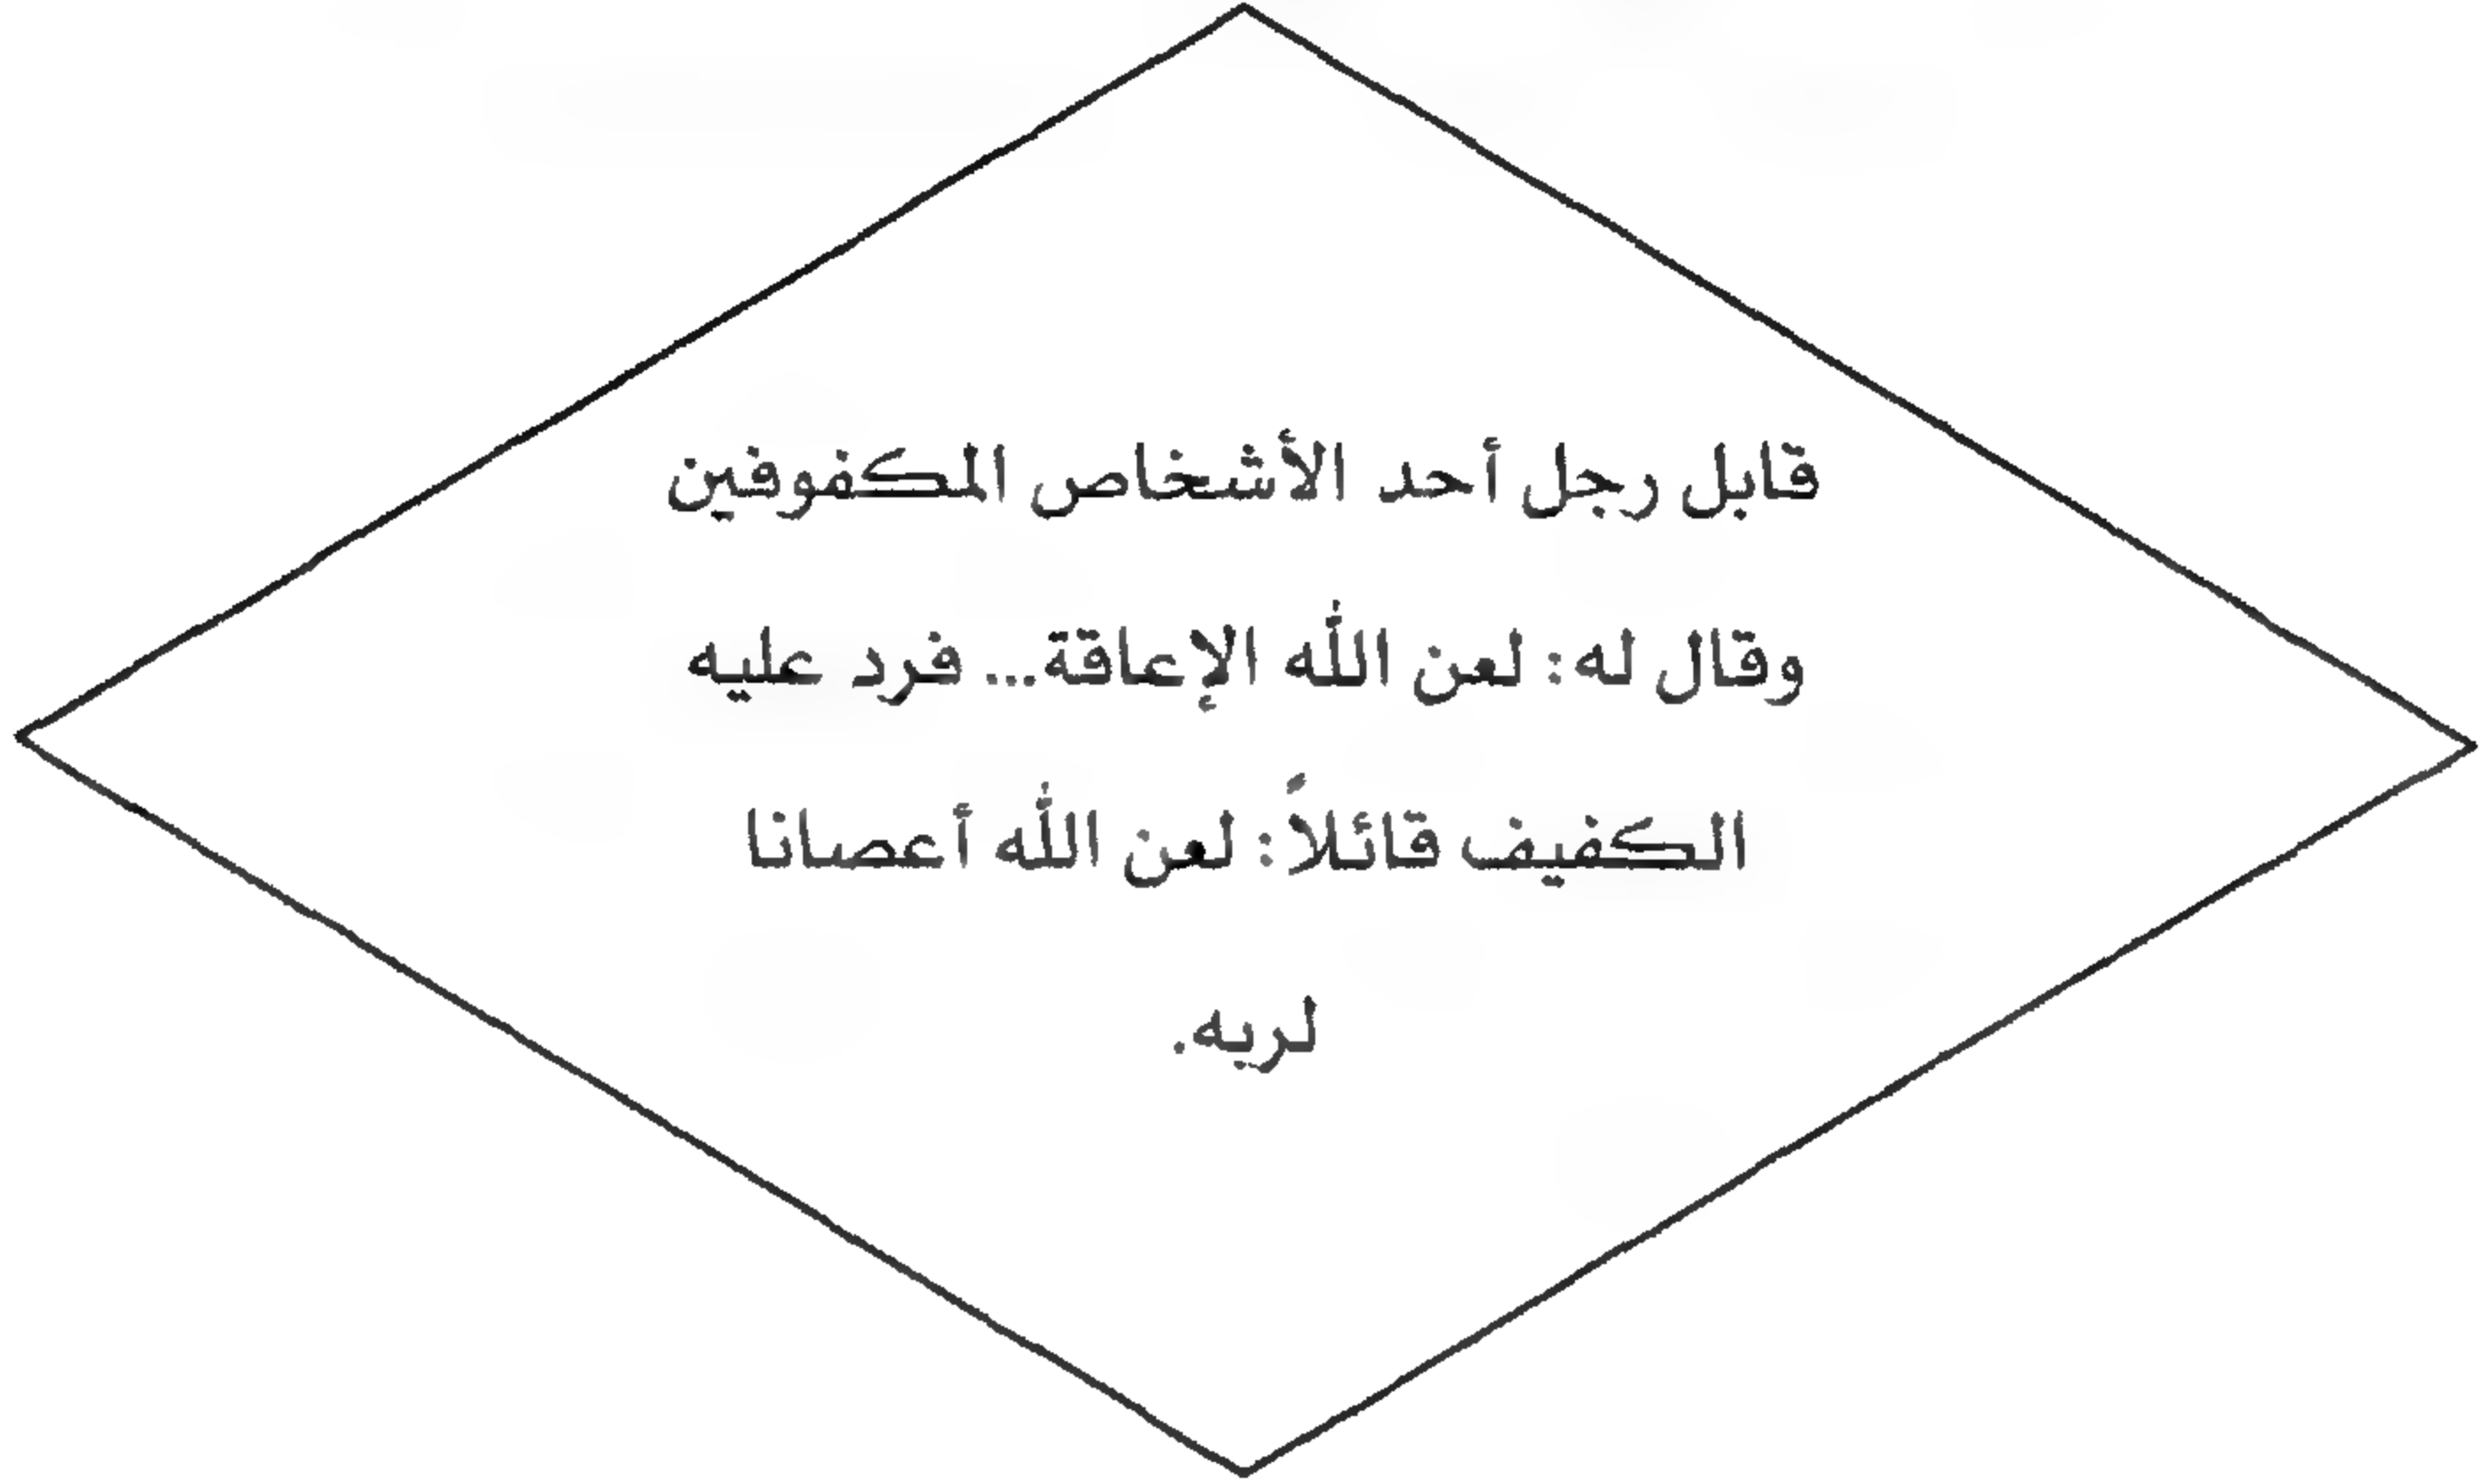 قابل رجل أحد الأشخاص المكفوفين
وقال له: لعن الله الإعاقة... فرد عليه
الكفيف قائلاً: لعن الله أعصانا
لربه.